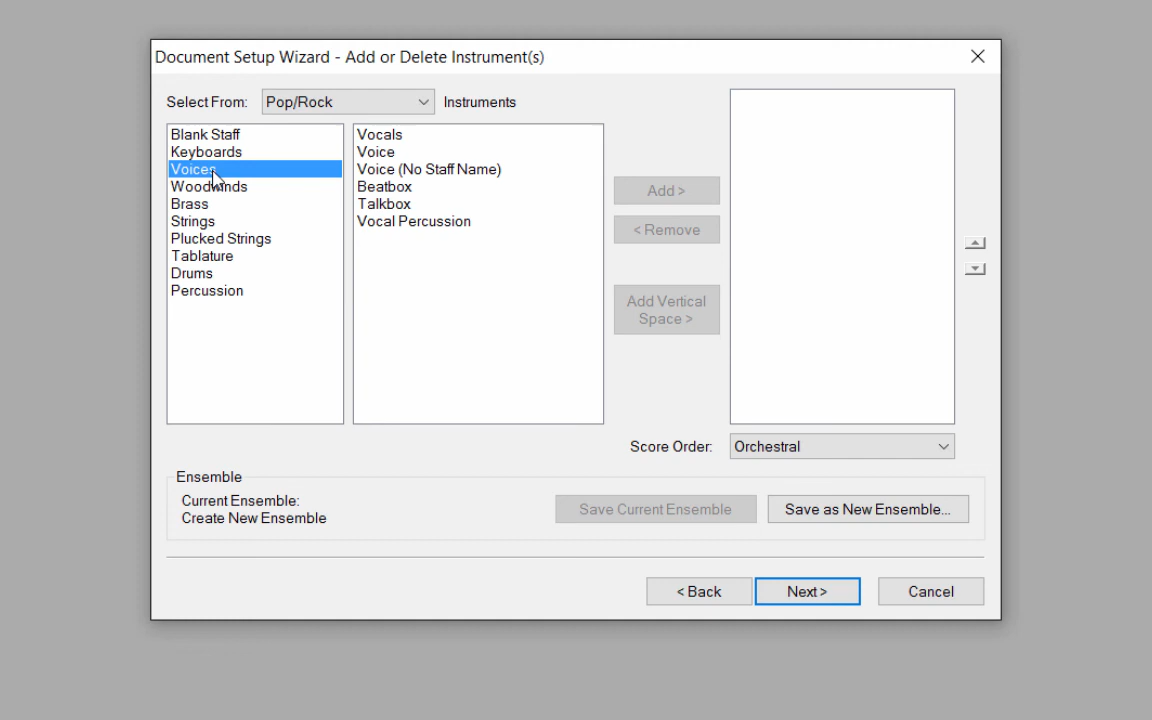 Document Setup Wizard - Add or Delete Instrument(s)
Select From:
Pop/Rock
Instruments
Blank Staff
Keyboards
Voices
Woodwinds
Brass
Strings
Plucked Strings
Tablature
Drums
Percussion
Vocals
Voice
Voice (No Staff Name)
Beatbox
Talkbox
Vocal Percussion
Add >
< Remove
Add Vertical
Space >
Score Order:
Orchestral
Ensemble
Current Ensemble:
Create New Ensemble
Save Current Ensemble
Save as New Ensemble...
< Back
Next >
Cancel